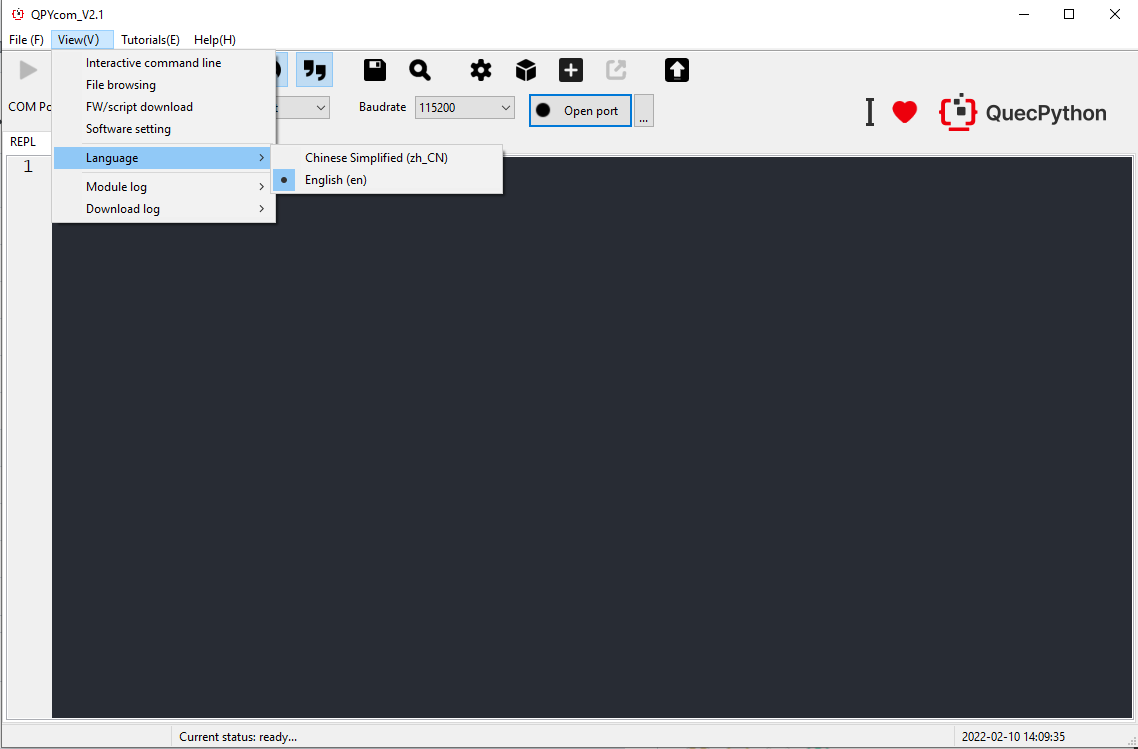 QPYcom_V2.1
File (F) View(V) Tutorials(E) Help(H)
Interactive command line
File browsing
FW/script download
Software setting
Language
Module log
Download log
Chinese Simplified (zh_CN)
English (en)
COM
Baudrate 115200 Open port ...
I QuecPython
REPL
1
Current status: ready...
2022-02-10 14:09:35